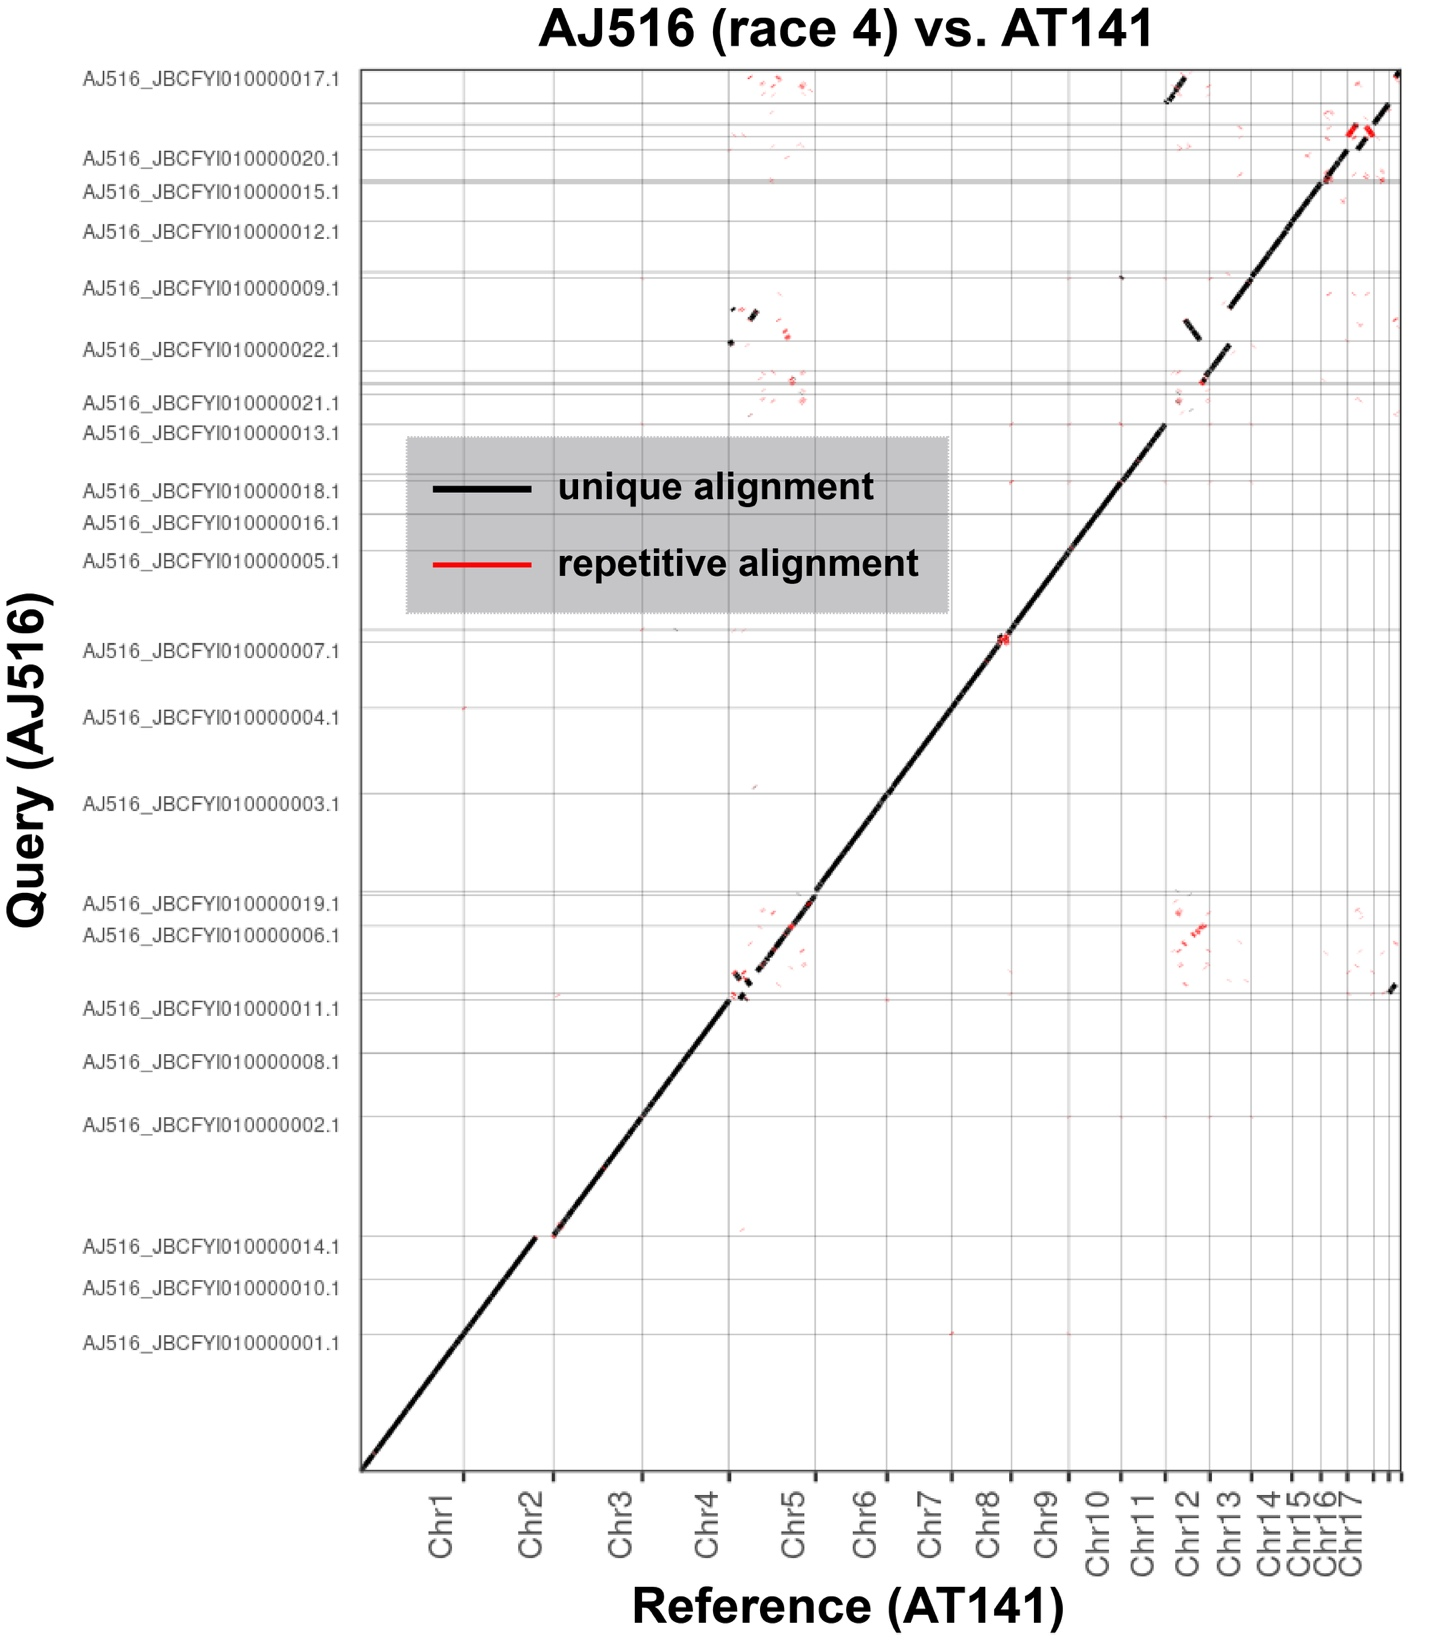 AJ516 (race 4) vs. AT141
AJ516_JBCFYI010000017.1
AJ516_JBCFYI010000020.1
AJ516_JBCFYI010000015.1
AJ516_JBCFYI010000012.1
AJ516_JBCFYI010000009.1
AJ516_JBCFYI010000022.1
AJ516_JBCFYI010000021.1
AJ516_JBCFYI010000013.1
AJ516_JBCFYI010000018.1
AJ516_JBCFYI010000016.1
AJ516_JBCFYI010000005.1
AJ516_JBCFYI010000007.1
AJ516_JBCFYI010000004.1
AJ516_JBCFYI010000003.1
AJ516_JBCFYI010000019.1
AJ516_JBCFYI010000006.1
AJ516_JBCFYI010000011.1
AJ516_JBCFYI010000008.1
AJ516_JBCFYI010000002.1
AJ516_JBCFYI010000014.1
AJ516_JBCFYI010000010.1
AJ516_JBCFYI010000001.1
Query (AJ516)
unique alignment
repetitive alignment
Chr1
Chr2
Chr3
Chr4
Chr5
Chr6
Chr7
Chr8
Chr9
Chr10
Chr11
Chr12
Chr13
Chr14
Chr15
Chr16
Chr17
Reference (AT141)